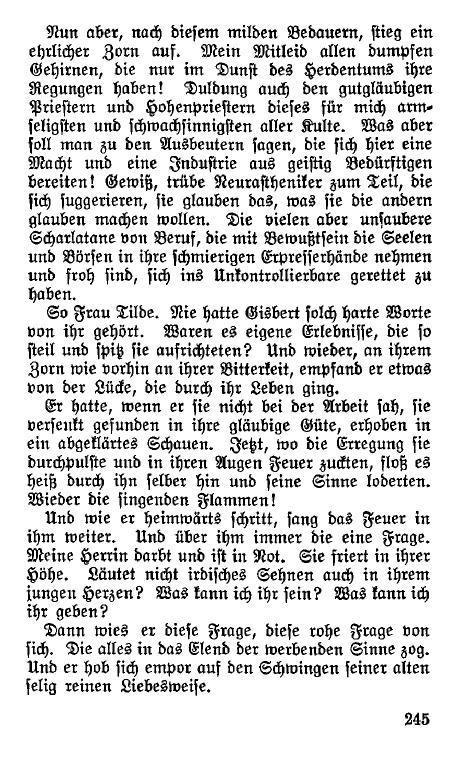 Nun aber, nach diesem milden Bedauern, stieg ein
ehrlicher Zorn auf. Mein Mitleid allen dumpfen
Gehirnen, die nur im Dunst des Herdentums ihre
Regungen haben! Duldung auch den gutgläubigen
Priestern und Hohenpriestern dieses für mich arm-
seligsten und schwachsinnigsten aller Kulte. Was aber
soll man zu den Ausbeutern sagen, die sich hier eine
Macht und eine Industrie aus geistig Bedürftigen
bereiten! Gewiß, trübe Neurastheniker zum Teil, die
sich suggerieren, sie glauben das, was sie die andern
glauben machen wollen. Die vielen aber unsaubere
Scharlatane von Beruf, die mit Bewußtsein die Seelen
und Börsen in ihre schmierigen Erpresserhände nehmen
und froh sind, sich ins Unkontrollierbare gerettet zu
haben.
So Frau Tilde. Nie hatte Gisbert solch harte Worte
von ihr gehört. Waren es eigene Erlebnisse, die so
steil und spitz sie aufrichteten? Und wieder, an ihrem
Zorn wie vorhin an ihrer Bitterkeit, empfand er etwas
von der Lücke, die durch ihr Leben ging.
Er hatte, wenn er sie nicht bei der Arbeit sah, sie
versenkt gefunden in ihre gläubige Güte, erhoben in
ein abgeklärtes Schauen. Jetzt, wo die Erregung sie
durchpulste und in ihren Augen Feuer zuckten, floß es
heiß durch ihn selber hin und seine Sinne loderten.
Wieder die singenden Flammen!
Und wie er heimwärts schritt, sang das Feuer in
ihm weiter. Und über ihm immer die eine Frage.
Meine Herrin darbt und ist in Not. Sie friert in ihrer
Höhe. Läutet nicht irdisches Sehnen auch in ihrem
jungen Herzen? Was kann ich ihr sein? Was kann ich
ihr geben?
Dann wies er diese Frage, diese rohe Frage von
sich. Die alles in das Elend der werbenden Sinne zog.
Und er hob sich empor auf den Schwingen seiner alten
selig reinen Liebesweise.
245